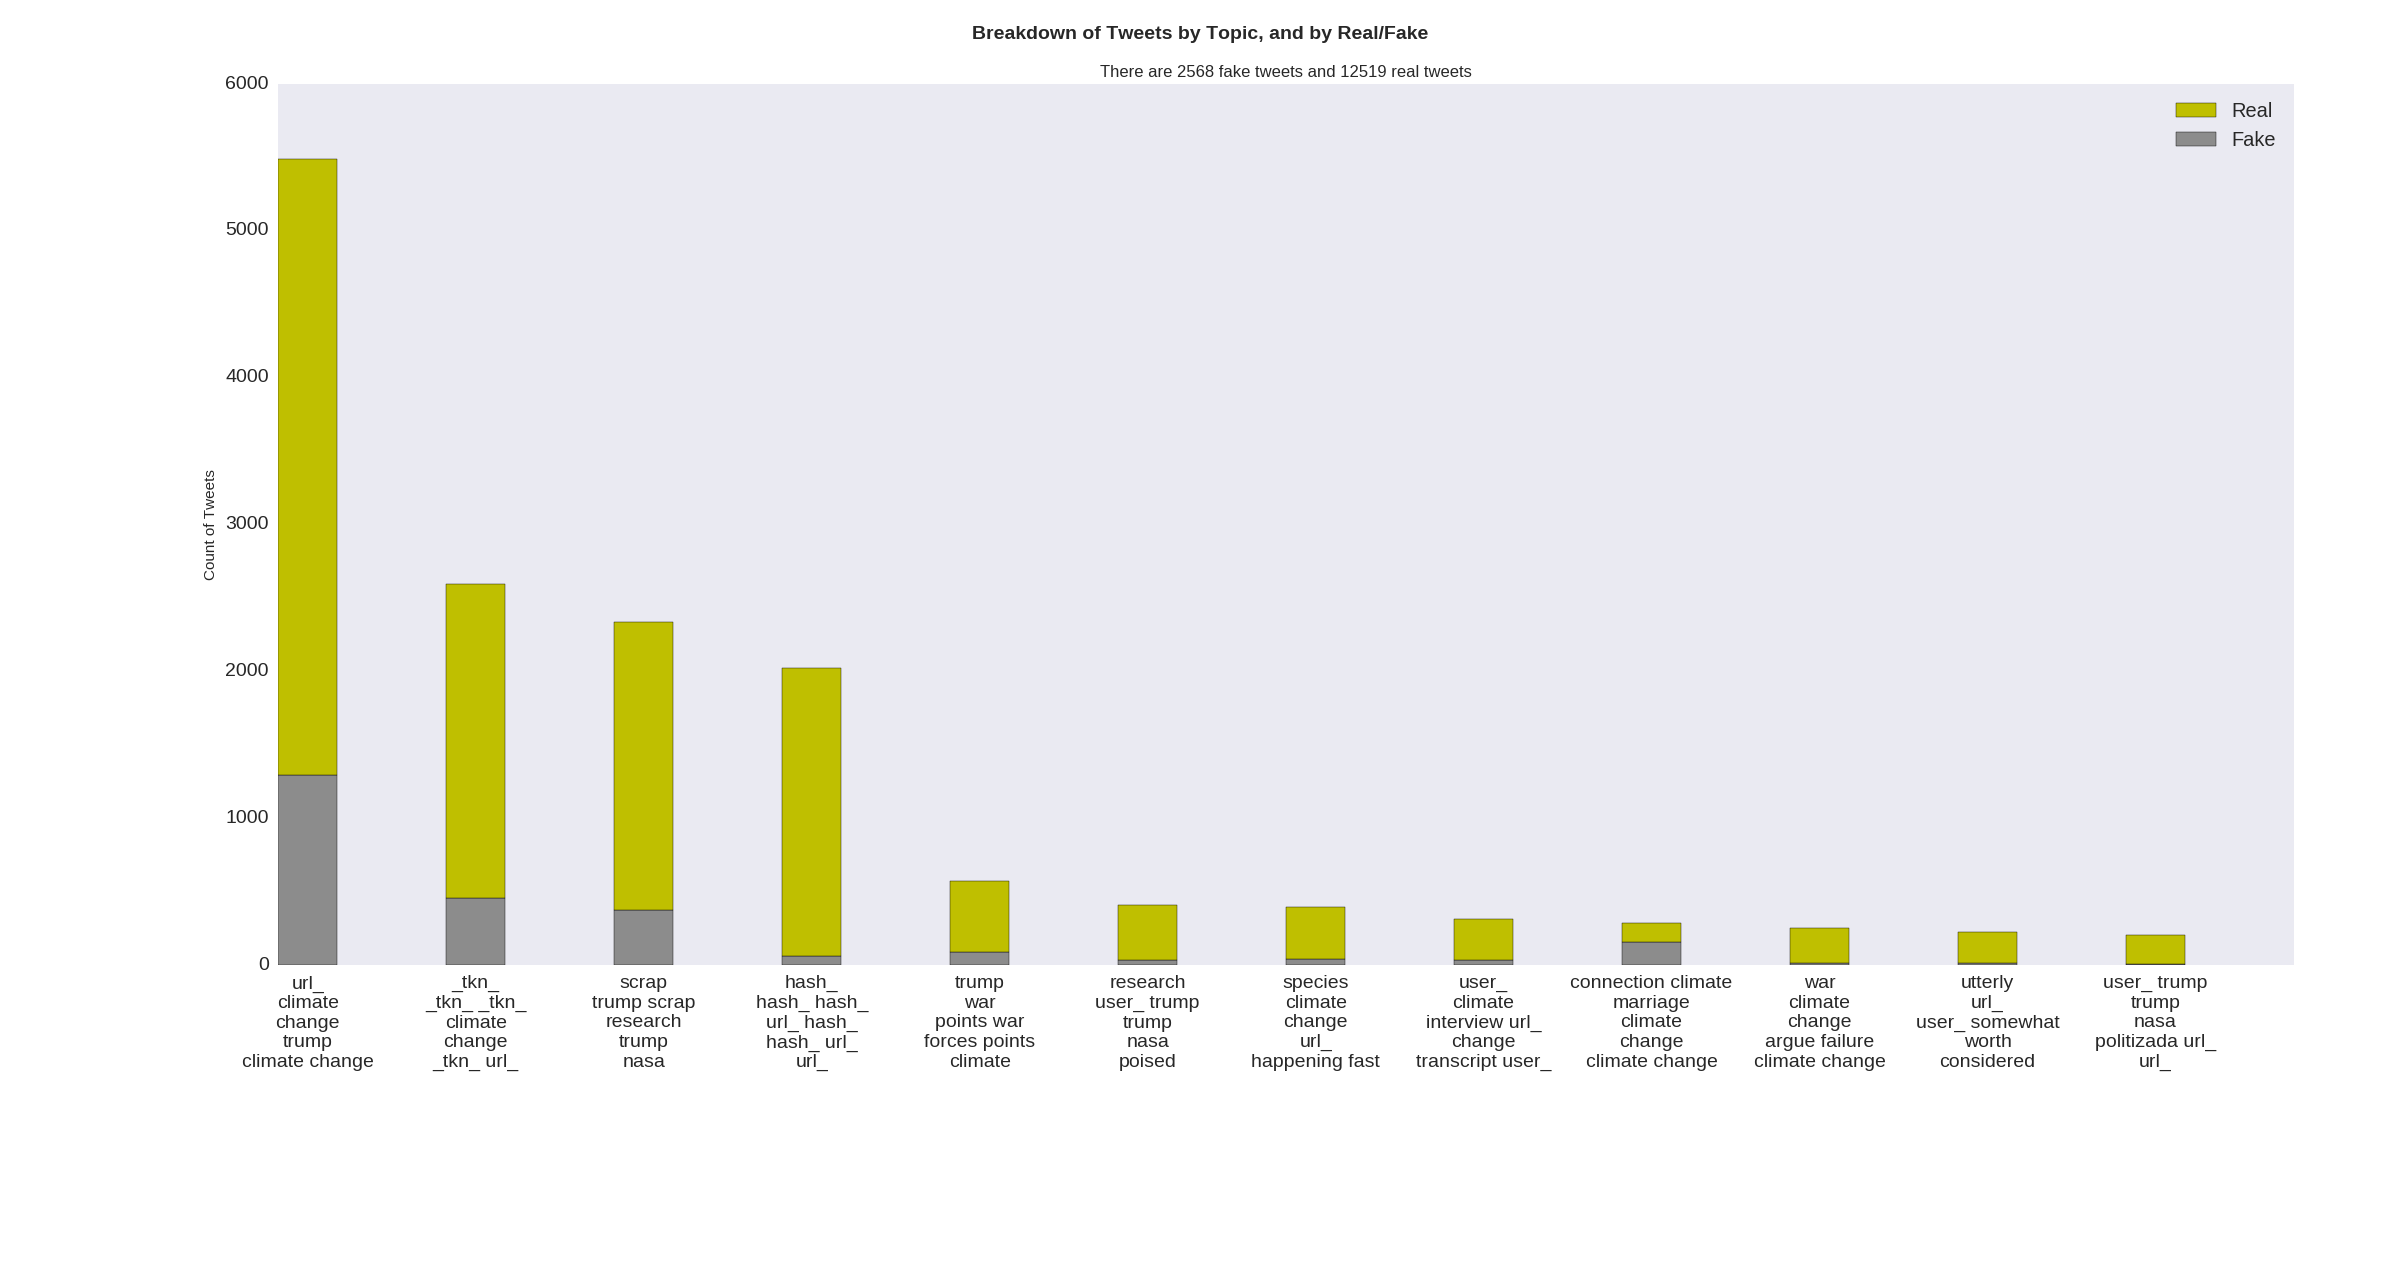 Breakdown of Tweets by Topic, and by Real/Fake
There are 2568 fake tweets and 12519 real tweets
Real
Fake
Count of Tweets
6000
5000
4000
3000
2000
1000
0
url_
climate
change
trump
climate change
_tkn_
_tkn_ _tkn_
climate
change
_tkn_ url_
scrap
trump scrap
research
trump
nasa
hash_
hash_ hash_
url_ hash_
hash_ url_
url_
trump
war
points war
forces points
climate
research
user_ trump
trump
nasa
poised
species
climate
change
url_
happening fast
user_
climate
interview url_
change
transcript user_
connection climate
marriage
climate
change
climate change
war
climate
change
argue failure
climate change
utterly
url_
user_ somewhat
worth
considered
user_ trump
trump
nasa
politizada url_
url_